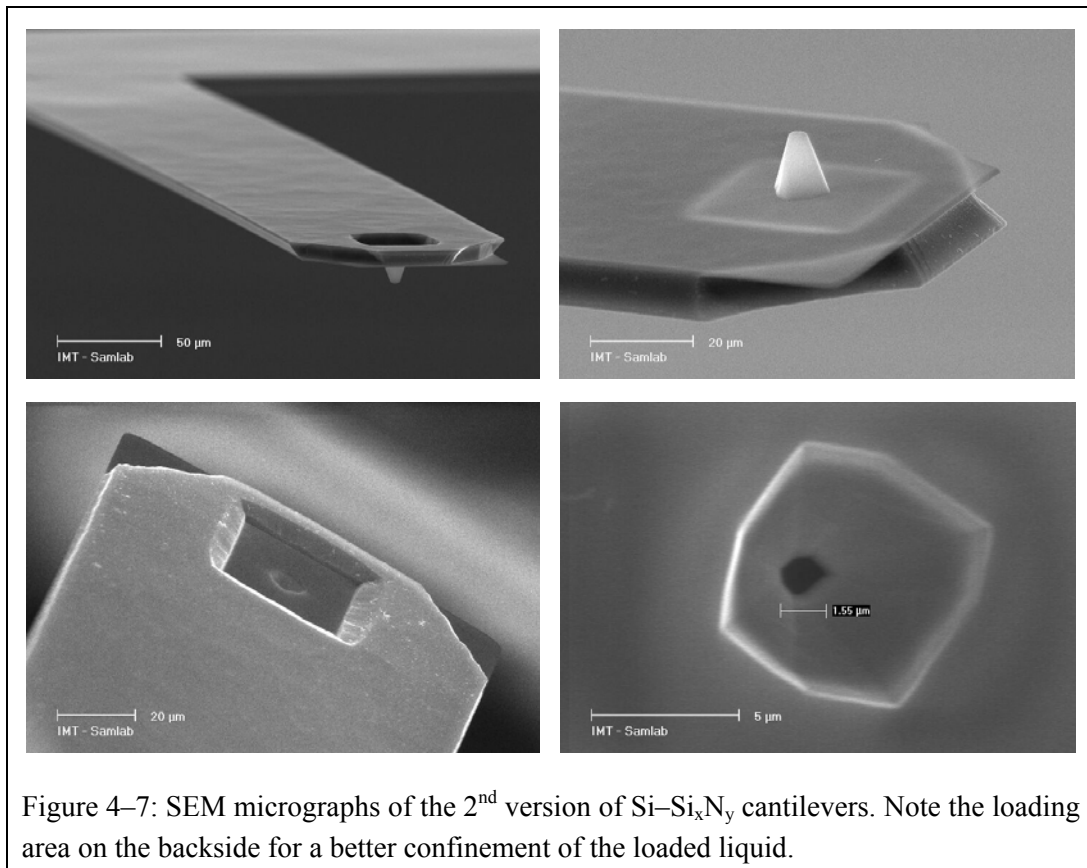 50 µm
IMT - Samlab
20 µm
IMT - Samlab
20 µm
IMT - Samlab
1.55 µm
5 µm
IMT - Samlab
Figure 4–7: SEM micrographs of the 2nd version of Si–SixNy cantilevers. Note the loading
area on the backside for a better confinement of the loaded liquid.